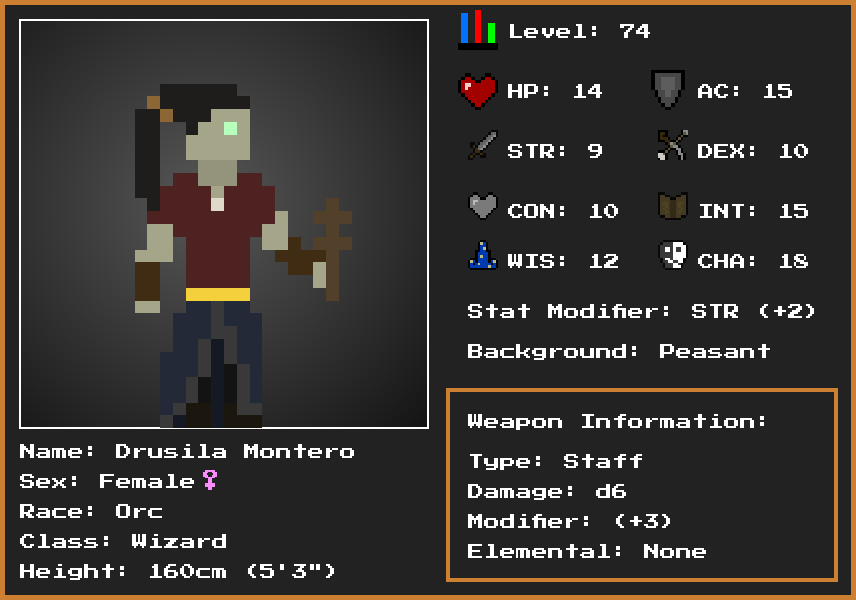 Level: 74
HP: 14
AC: 15
STR: 9
DEX: 10
CON: 10
INT: 15
WIS: 12
CHA: 18
Stat Modifier: STR (+2)
Background: Peasant
Weapon Information:
Type: Staff
Damage: d6
Modifier: (+3)
Elemental: None
Name: Drusila Montero
Sex: Female♀
Race: Orc
Class: Wizard
Height: 160cm (5'3")